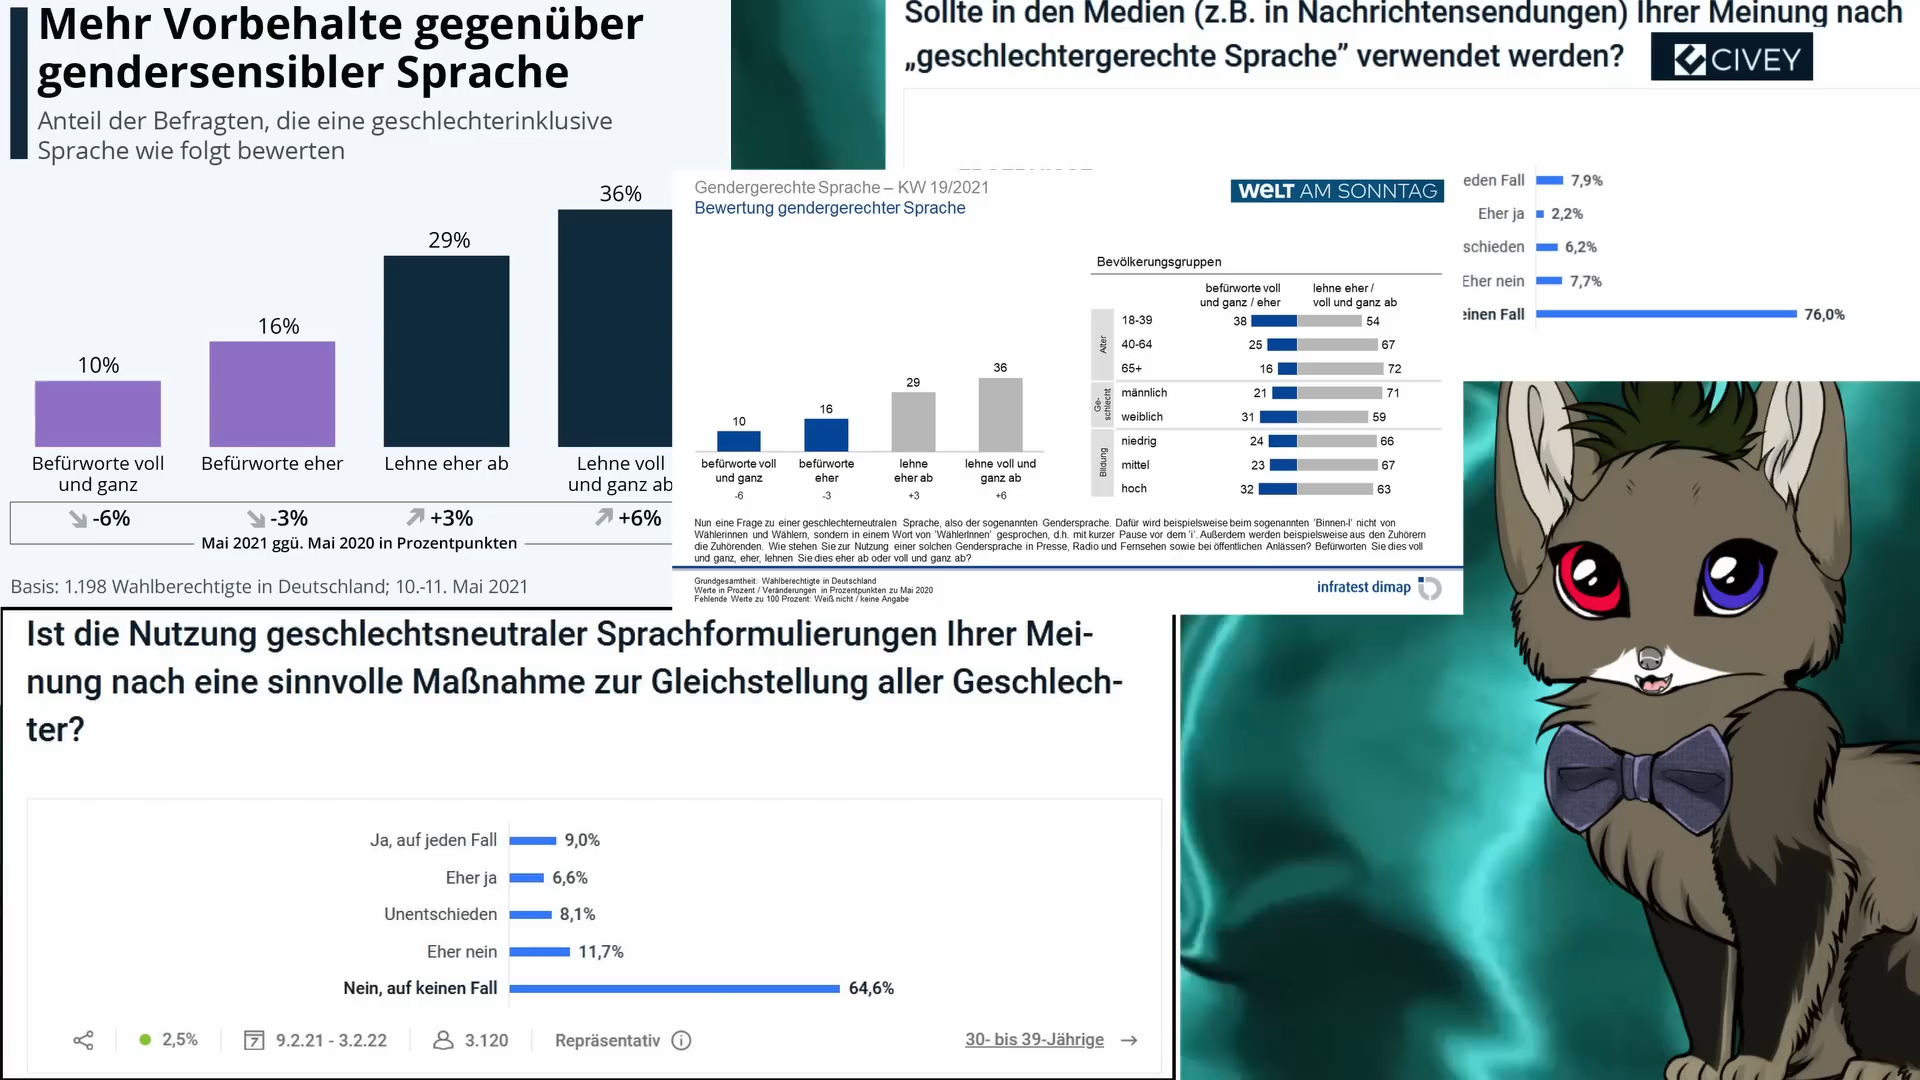 Mehr Vorbehalte gegenüber
gendersensibler Sprache
Anteil der Befragten, die eine geschlechterinklusive
Sprache wie folgt bewerten
10%
16%
29%
36%
Befürworte voll
und ganz
Befürworte eher
Lehne eher ab
Lehne voll
und ganz ab
-6%
-3%
+3%
+6%
Mai 2021 ggü. Mai 2020 in Prozentpunkten
Basis: 1.198 Wahlberechtigte in Deutschland; 10.-11. Mai 2021
Sollte in den Medien (z.B. in Nachrichtensendungen) Ihrer Meinung nach
„geschlechtergerechte Sprache” verwendet werden?
CIVEY
eden Fall 7,9%
Eher ja 2,2%
schieden 6,2%
Eher nein 7,7%
einen Fall 76,0%
Gendergerechte Sprache – KW 19/2021
Bewertung gendergerechter Sprache
WELT AM SONNTAG
10
16
29
36
befürworte voll
und ganz
befürworte
eher
lehne
eher ab
lehne voll und
ganz ab
-6
-3
+3
+6
Bevölkerungsgruppen
befürworte voll
und ganz / eher
lehne eher /
voll und ganz ab
Alter
18-39 38 54
40-64 25 67
65+ 16 72
Ge-
schlecht
männlich 21 71
weiblich 31 59
Bildung
niedrig 24 66
mittel 23 67
hoch 32 63
Nun eine Frage zu einer geschlechterneutralen Sprache, also der sogenannten Gendersprache. Dafür wird beispielsweise beim sogenannten 'Binnen-I' nicht von
Wählerinnen und Wählern, sondern in einem Wort von 'WählerInnen' gesprochen, d.h. mit kurzer Pause vor dem 'i'. Außerdem werden beispielsweise aus den Zuhörern
die Zuhörenden. Wie stehen Sie zur Nutzung einer solchen Gendersprache in Presse, Radio und Fernsehen sowie bei öffentlichen Anlässen? Befürworten Sie dies voll
und ganz, eher, lehnen Sie dies eher ab oder voll und ganz ab?
Grundgesamtheit: Wahlberechtigte in Deutschland
Werte in Prozent / Veränderungen in Prozentpunkten zu Mai 2020
Fehlende Werte zu 100 Prozent: Weiß nicht / keine Angabe
infratest dimap
Ist die Nutzung geschlechtsneutraler Sprachformulierungen Ihrer Mei-
nung nach eine sinnvolle Maßnahme zur Gleichstellung aller Geschlech-
ter?
Ja, auf jeden Fall 9,0%
Eher ja 6,6%
Unentschieden 8,1%
Eher nein 11,7%
Nein, auf keinen Fall 64,6%
2,5%
7
9.2.21 - 3.2.22
3.120
Repräsentativ
30- bis 39-Jährige →